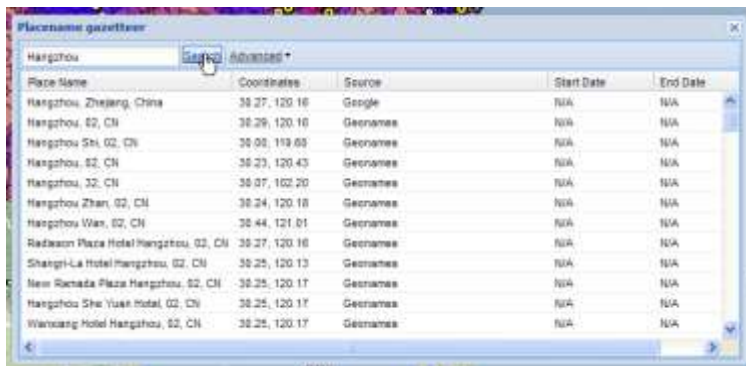 Placename gazetteer
Hangzhou Search Advanced
Place Name Coordinates Source Start Date End Date
Hangzhou, Zhejiang, China 30.27, 120.16 Google N/A N/A
Hangzhou, 02, CN 30.29, 120.16 Geonames N/A N/A
Hangzhou Shi, 02, CN 30.00, 119.60 Geonames N/A N/A
Hangzhou, 02, CN 30.23, 120.43 Geonames N/A N/A
Hangzhou, 32, CN 30.07, 102.20 Geonames N/A N/A
Hangzhou Zhan, 02, CN 30.24, 120.18 Geonames N/A N/A
Hangzhou Wan, 02, CN 30.44, 121.01 Geonames N/A N/A
Radisson Plaza Hotel Hangzhou, 02, CN 30.27, 120.16 Geonames N/A N/A
Shangri-La Hotel Hangzhou, 02, CN 30.25, 120.13 Geonames N/A N/A
New Ramada Plaza Hangzhou, 02, CN 30.25, 120.17 Geonames N/A N/A
Hangzhou She Yuan Hotel, 02, CN 30.25, 120.17 Geonames N/A N/A
Wanxiang Hotel Hangzhou, 02, CN 30.25, 120.17 Geonames N/A N/A